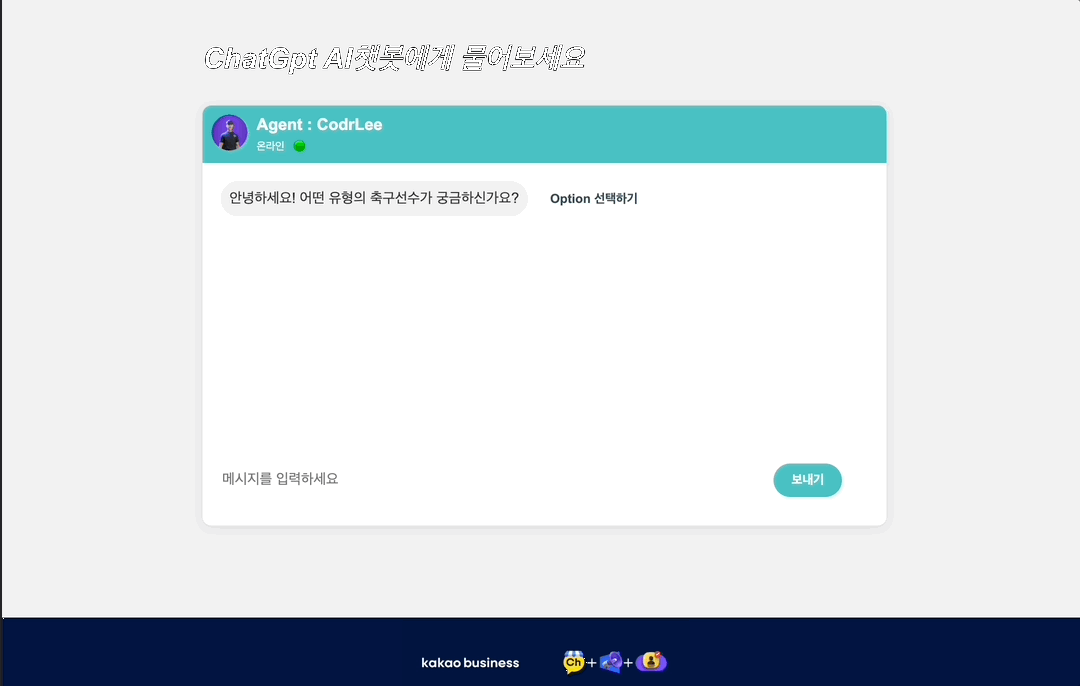 ChatGpt AI챗봇에게 물어보세요
Agent : CodrLee
온라인
안녕하세요! 어떤 유형의 축구선수가 궁금하신가요?
Option 선택하기
메시지를 입력하세요
보내기
kakao business
Ch + +